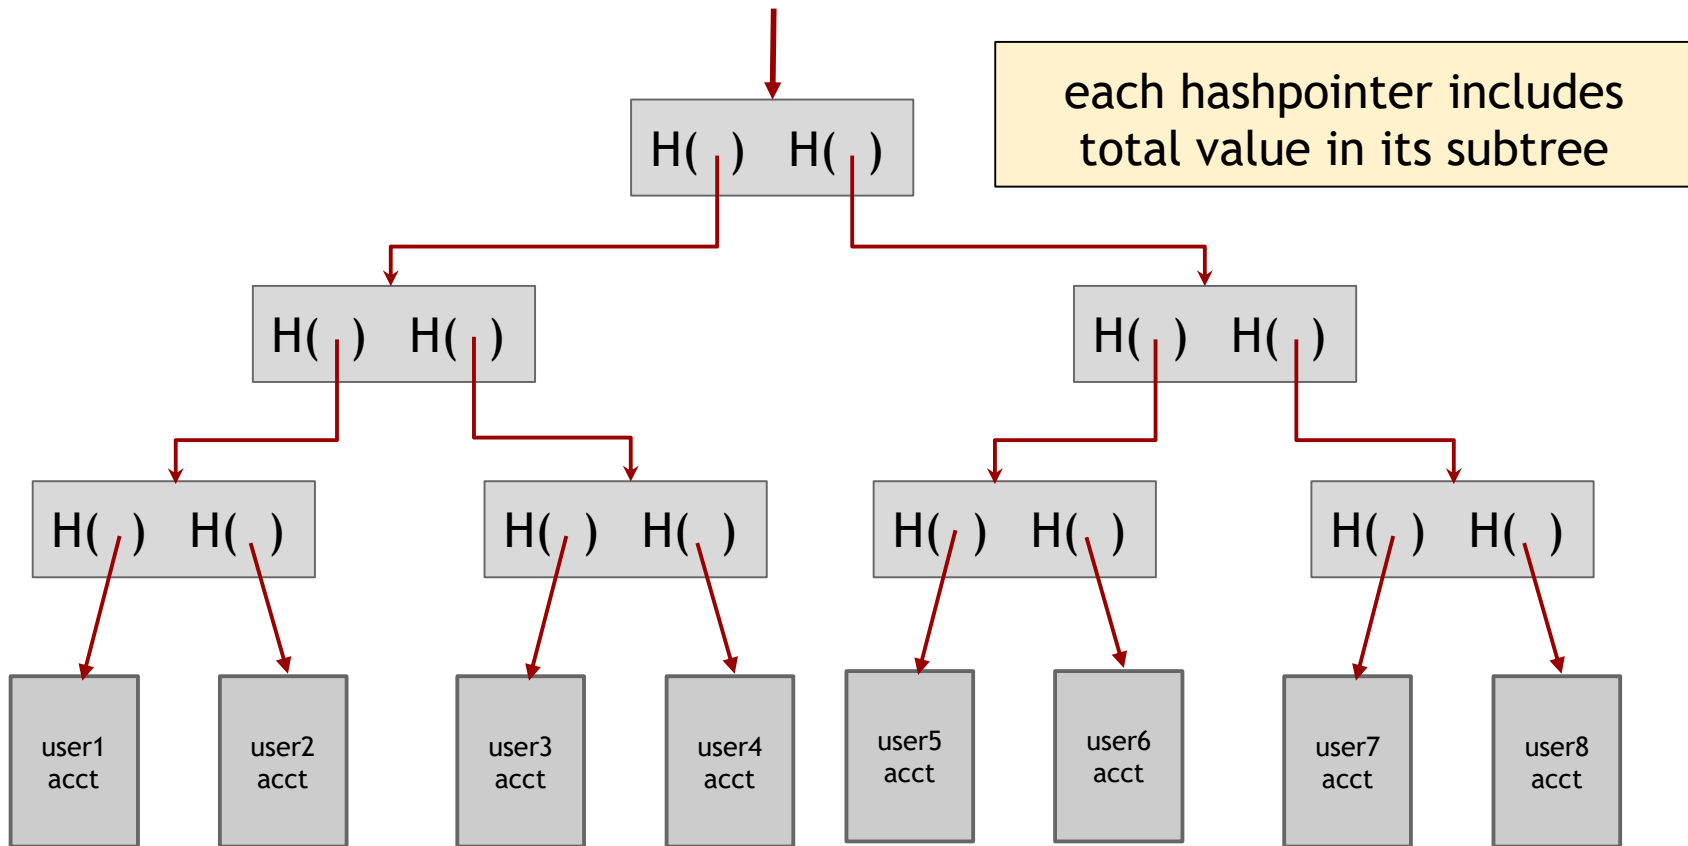 each hashpointer includes
total value in its subtree
H( ) H( )
H( ) H( )
H( ) H( )
H( ) H( )
H( ) H( )
H( ) H( )
H( ) H( )
user1
acct
user2
acct
user3
acct
user4
acct
user5
acct
user6
acct
user7
acct
user8
acct